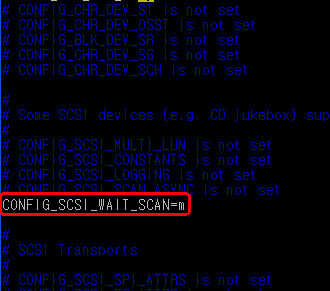 # CONFIG_CHR_DEV_ST is not set
# CONFIG_CHR_DEV_OSST is not set
# CONFIG_BLK_DEV_SR is not set
# CONFIG_CHR_DEV_SG is not set
# CONFIG_CHR_DEV_SCH is not set
#
# Some SCSI devices (e.g. CD jukebox) sup
#
# CONFIG_SCSI_MULTI_LUN is not set
# CONFIG_SCSI_CONSTANTS is not set
# CONFIG_SCSI_LOGGING is not set
# CONFIG_SCSI_SCAN_ASYNC is not set
CONFIG_SCSI_WAIT_SCAN=m
#
# SCSI Transports
#
# CONFIG_SCSI_SPI_ATTRS is not set